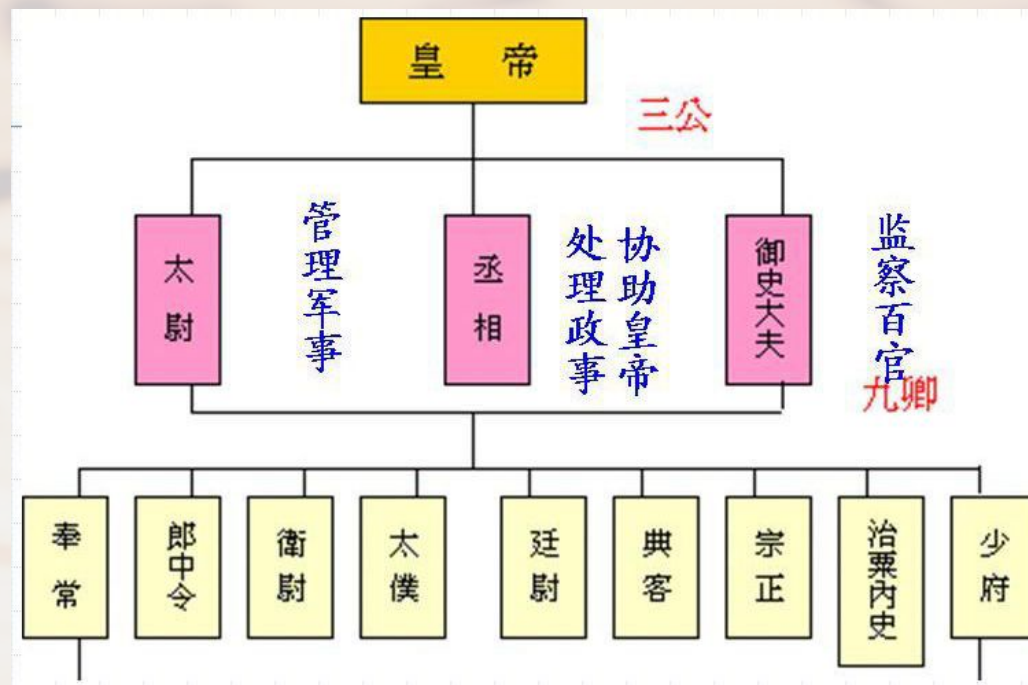 皇帝
三公
太尉
管理军事
丞相
协助皇帝
处理政事
御史大夫
监察百官
九卿
奉常
郎中令
衛尉
太僕
廷尉
典客
宗正
治粟內史
少府